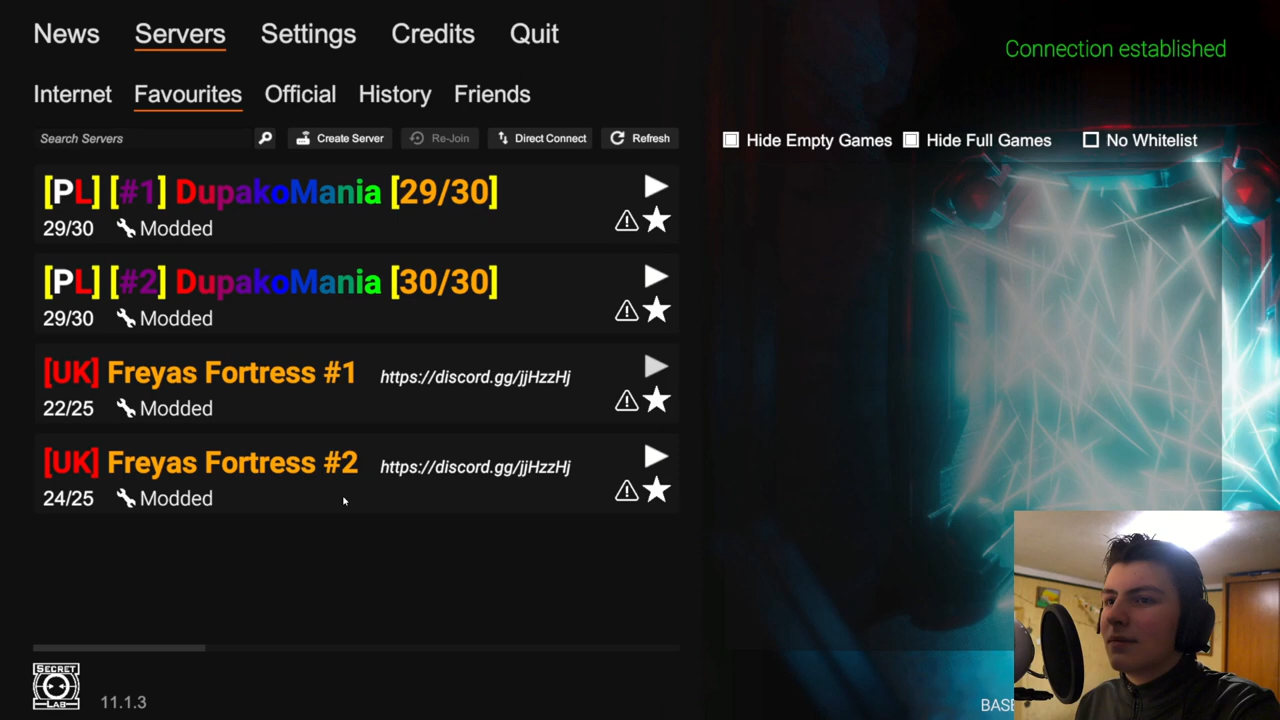 News Servers Settings Credits Quit
Connection established
Internet Favourites Official History Friends
Search Servers Create Server Re-Join Direct Connect Refresh
Hide Empty Games Hide Full Games No Whitelist
[PL] [#1] DupakoMania [29/30]
29/30 Modded
[PL] [#2] DupakoMania [30/30]
29/30 Modded
[UK] Freyas Fortress #1 https://discord.gg/jjHzzHj
22/25 Modded
[UK] Freyas Fortress #2 https://discord.gg/jjHzzHj
24/25 Modded
SECRET
LAB
11.1.3
BASE